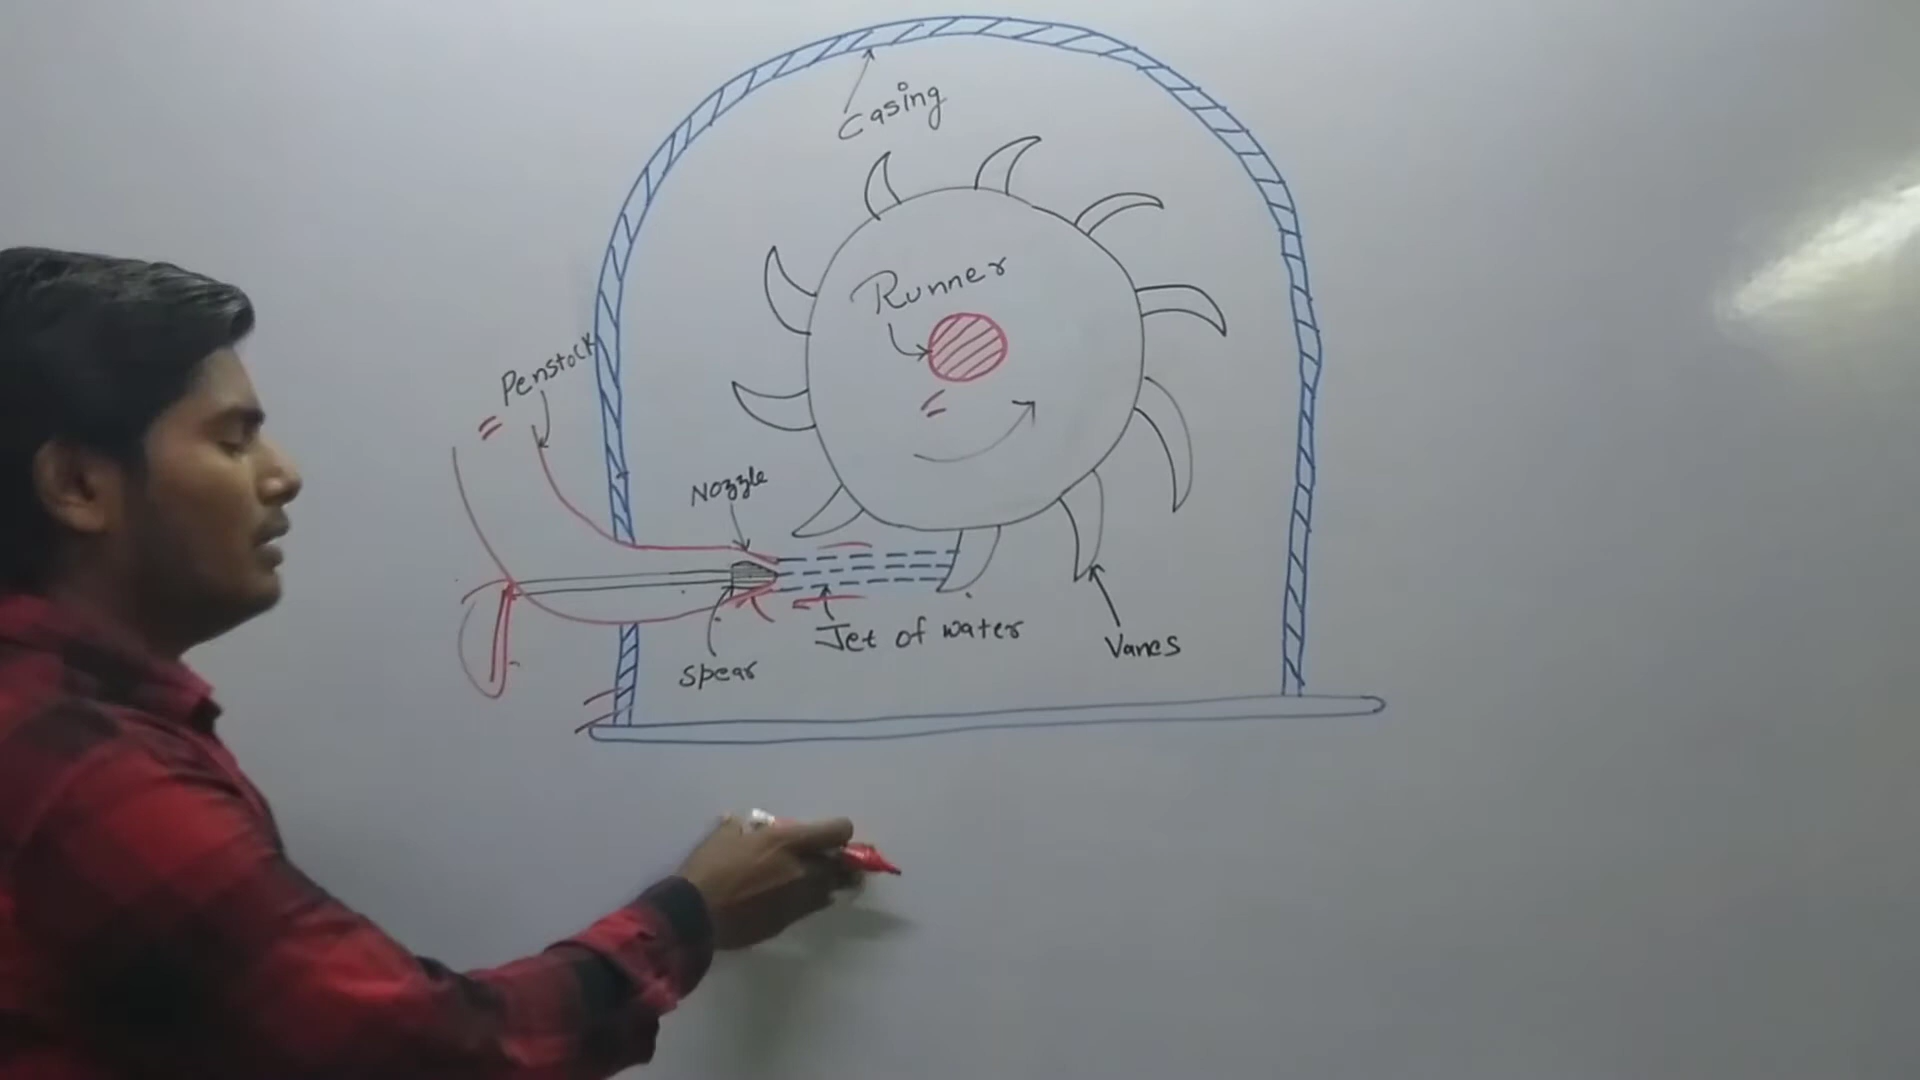 Casing
Runner
Penstock
Nozzle
Jet of water
Vanes
Spear